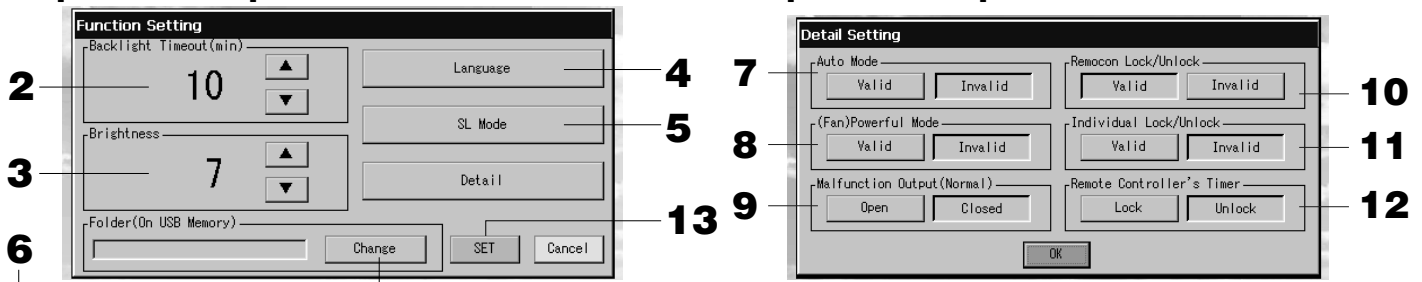 Function Setting
Backlight Timeout(min)
2
10
Language
4
SL Mode
5
Brightness
3
7
Detail
Folder(On USB Memory)
6
Change
SET
13
Cancel
Detail Setting
Auto Mode
7
Valid
Invalid
Remocon Lock/Unlock
Valid
Invalid
10
(Fan)Powerful Mode
8
Valid
Invalid
Individual Lock/Unlock
Valid
Invalid
11
Malfunction Output(Normal)
9
Open
Closed
Remote Controller's Timer
Lock
Unlock
12
OK